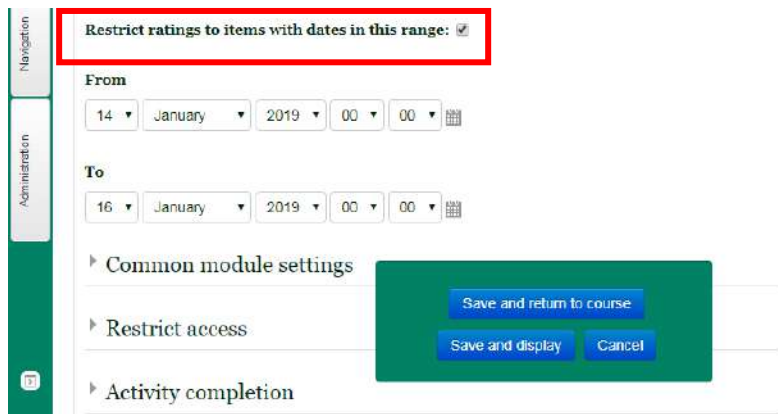 Navigation
Administration
Restrict ratings to items with dates in this range:
From
14 January 2019 00 00
To
16 January 2019 00 00
Common module settings
Restrict access
Activity completion
Save and return to course
Save and display Cancel